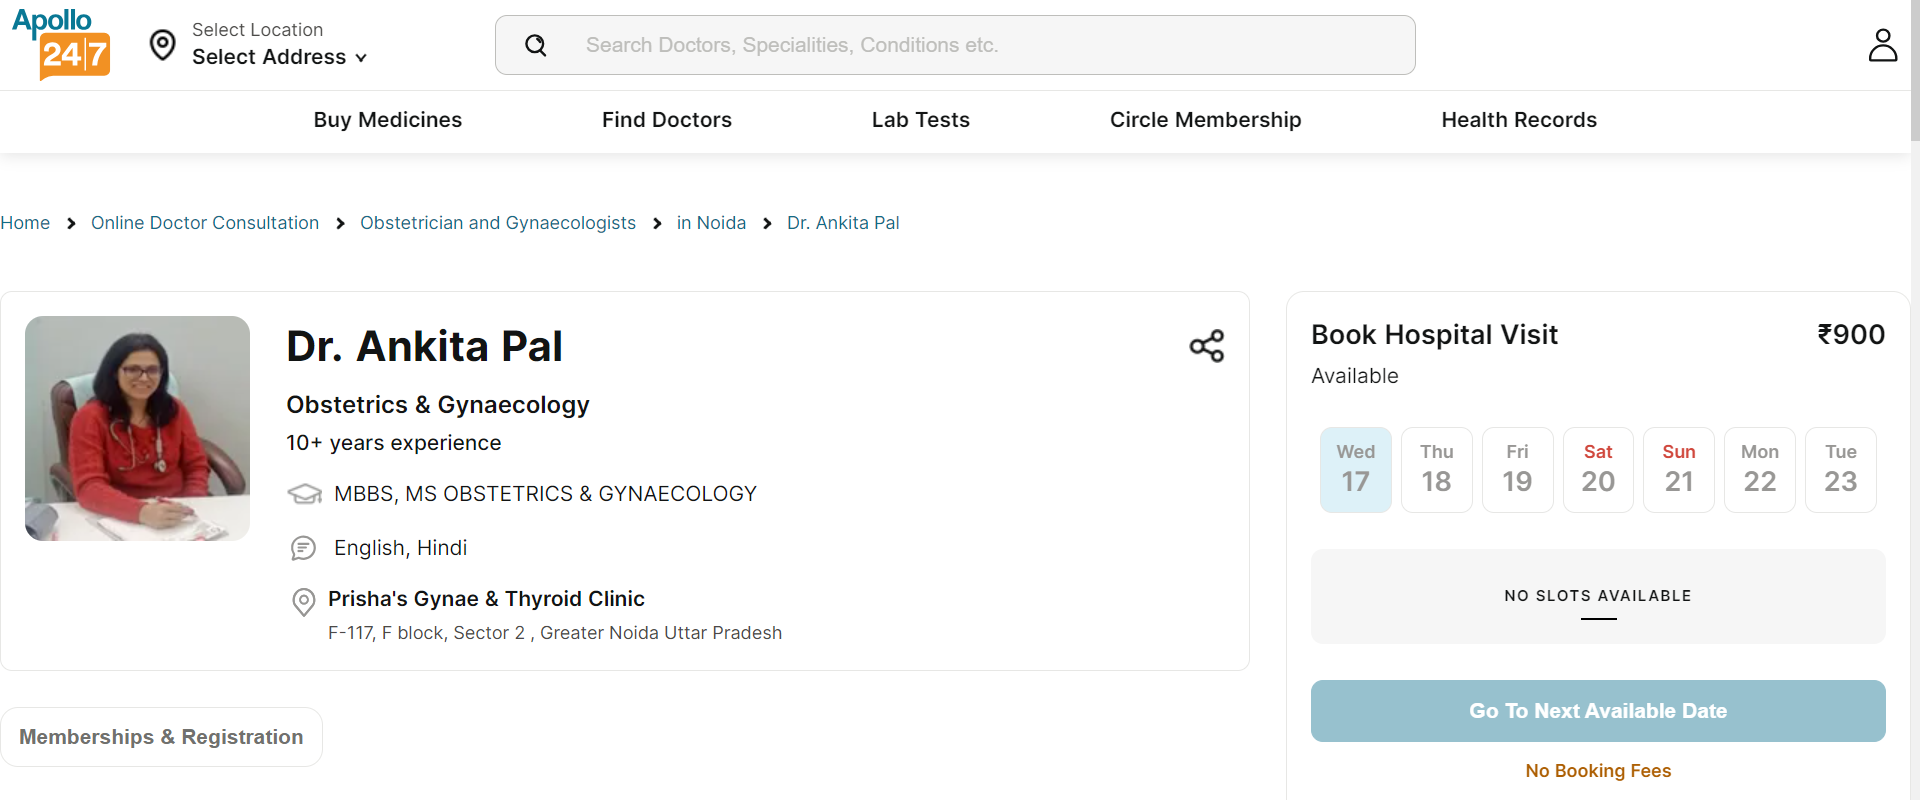 Apollo
24|7
Select Location
Select Address
Search Doctors, Specialities, Conditions etc.
Buy Medicines
Find Doctors
Lab Tests
Circle Membership
Health Records
Home
Online Doctor Consultation
Obstetrician and Gynaecologists
in Noida
Dr. Ankita Pal
Dr. Ankita Pal
Obstetrics & Gynaecology
10+ years experience
MBBS, MS OBSTETRICS & GYNAECOLOGY
English, Hindi
Prisha's Gynae & Thyroid Clinic
F-117, F block, Sector 2 , Greater Noida Uttar Pradesh
Memberships & Registration
Book Hospital Visit
₹900
Available
Wed Thu Fri Sat Sun Mon Tue
17 18 19 20 21 22 23
NO SLOTS AVAILABLE
Go To Next Available Date
No Booking Fees